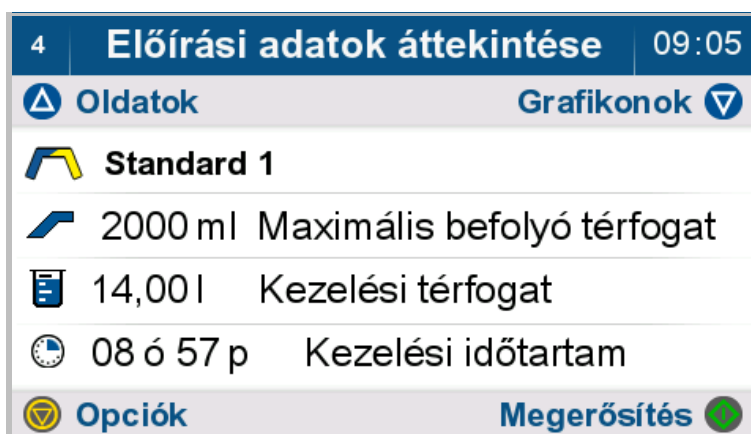 4 Előírási adatok áttekintése 09:05
Oldatok Grafikonok
Standard 1
2000 ml Maximális befolyó térfogat
14,00 l Kezelési térfogat
08 ó 57 p Kezelési időtartam
Opciók Megerősítés